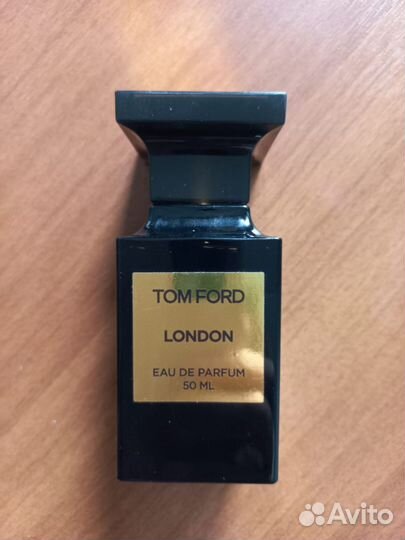 TOM FORD
LONDON
EAU DE PARFUM
50 ML
Avito